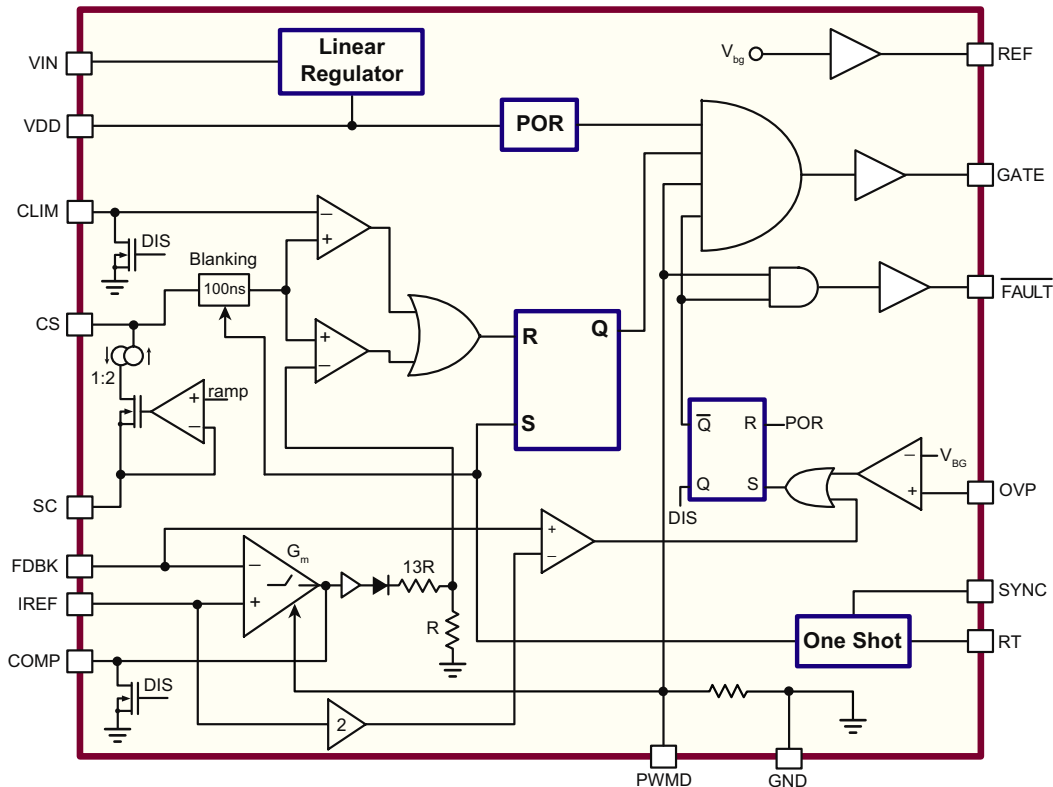 VIN
Linear
Regulator
V_bg
REF
VDD
POR
GATE
CLIM
DIS
Blanking
100ns
FAULT
CS
1:2
ramp
R
Q
S
Q
R
POR
Q
S
DIS
V_BG
SC
OVP
FDBK
G_m
13R
SYNC
IREF
R
One Shot
RT
COMP
DIS
2
PWMD
GND